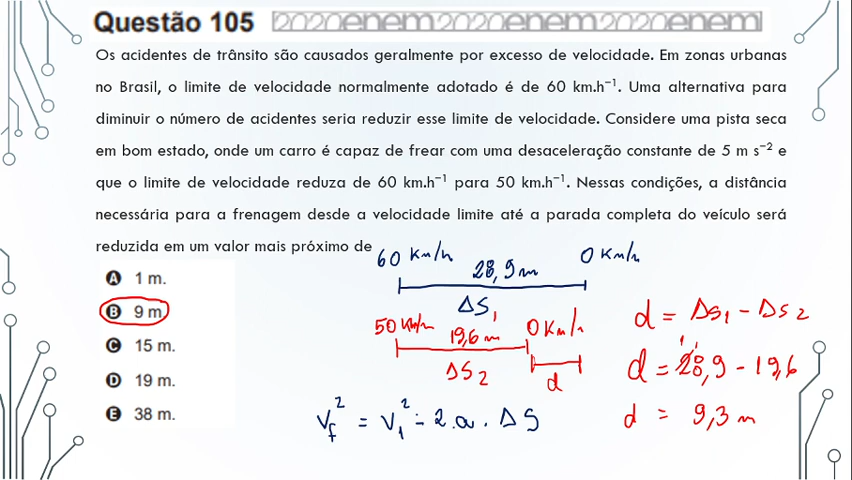 Questão 105 2020enem2020enem2020enem
Os acidentes de trânsito são causados geralmente por excesso de velocidade. Em zonas urbanas
no Brasil, o limite de velocidade normalmente adotado é de 60 km.h⁻¹. Uma alternativa para
diminuir o número de acidentes seria reduzir esse limite de velocidade. Considere uma pista seca
em bom estado, onde um carro é capaz de frear com uma desaceleração constante de 5 m s⁻² e
que o limite de velocidade reduza de 60 km.h⁻¹ para 50 km.h⁻¹. Nessas condições, a distância
necessária para a frenagem desde a velocidade limite até a parada completa do veículo será
reduzida em um valor mais próximo de
A 1 m.
B 9 m.
C 15 m.
D 19 m.
E 38 m.
60 Km/h 28,9 m 0 Km/h
ΔS₁
50 Km/h 19,6 m 0 Km/h
ΔS₂ d
Vf² = V₁² - 2.a.ΔS
d = ΔS₁ - ΔS₂
d = 28,9 - 19,6
d = 9,3 m